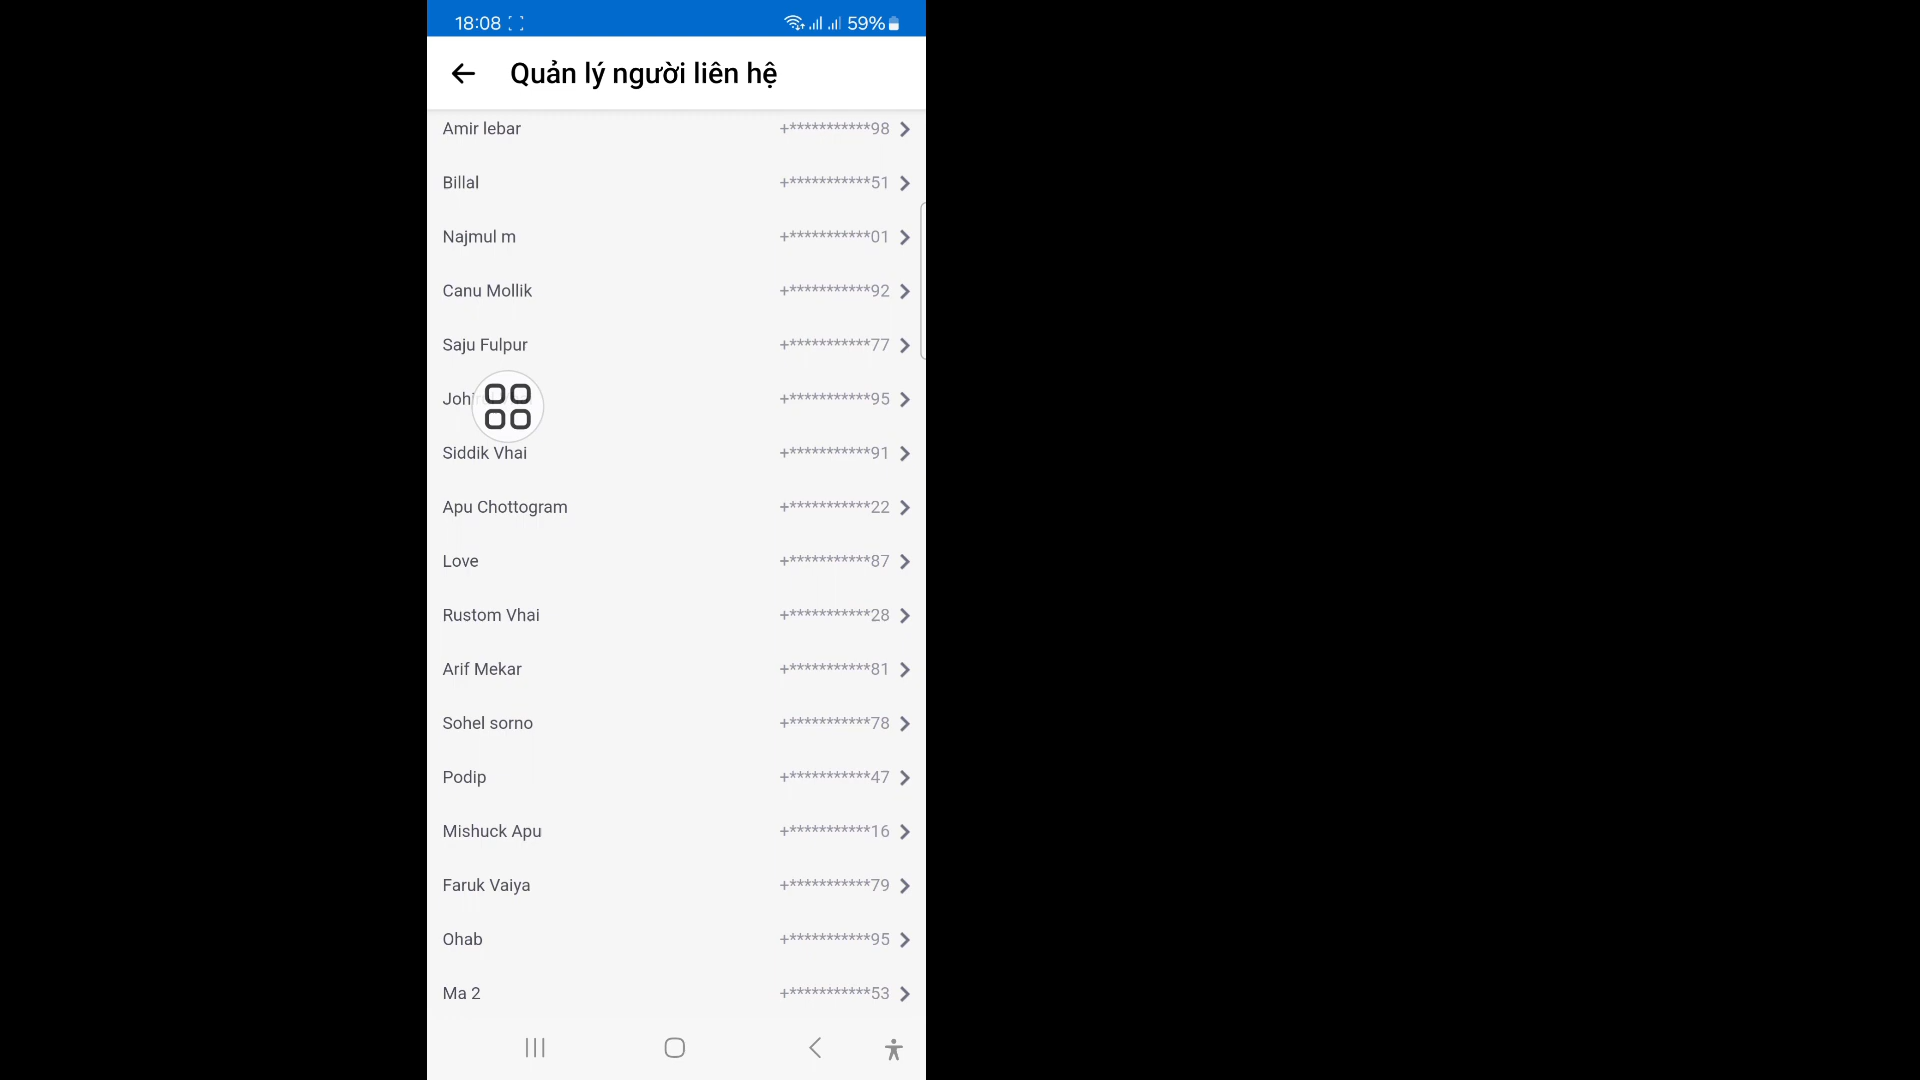 18:08 59%
Quản lý người liên hệ
Amir lebar +***********98
Billal +***********51
Najmul m +***********01
Canu Mollik +***********92
Saju Fulpur +***********77
+***********95
Siddik Vhai +***********91
Apu Chottogram +***********22
Love +***********87
Rustom Vhai +***********28
Arif Mekar +***********81
Sohel sorno +***********78
Podip +***********47
Mishuck Apu +***********16
Faruk Vaiya +***********79
Ohab +***********95
Ma 2 +***********53